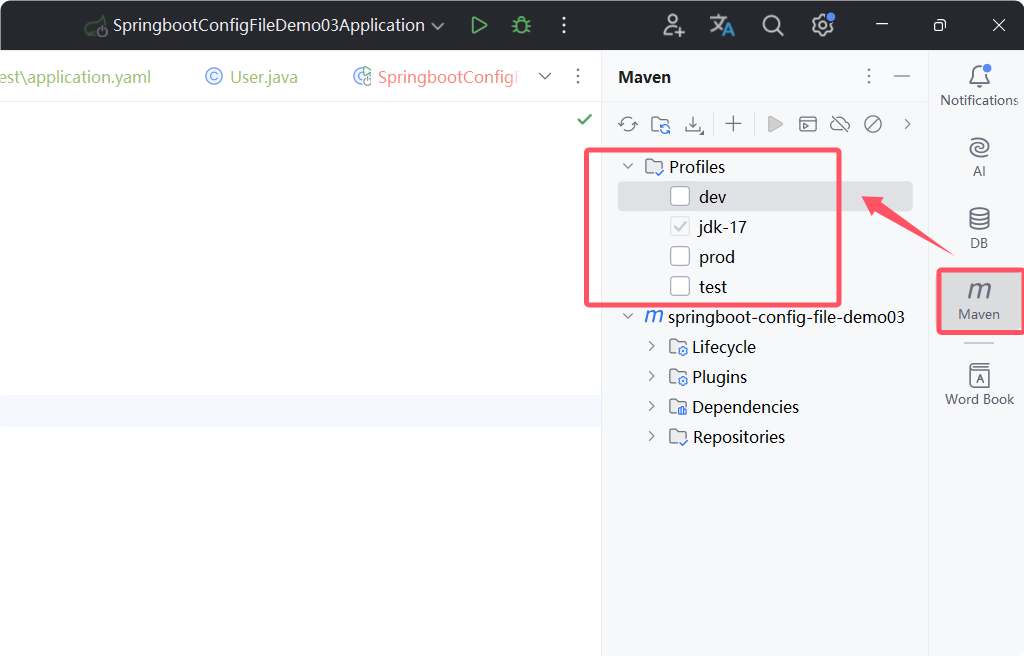 SpringbootConfigFileDemo03Application
est\application.yaml
User.java
SpringbootConfigF
Maven
Notifications
Profiles
AI
dev
jdk-17
DB
prod
test
m
Maven
m springboot-config-file-demo03
Lifecycle
Plugins
Word Book
Dependencies
Repositories